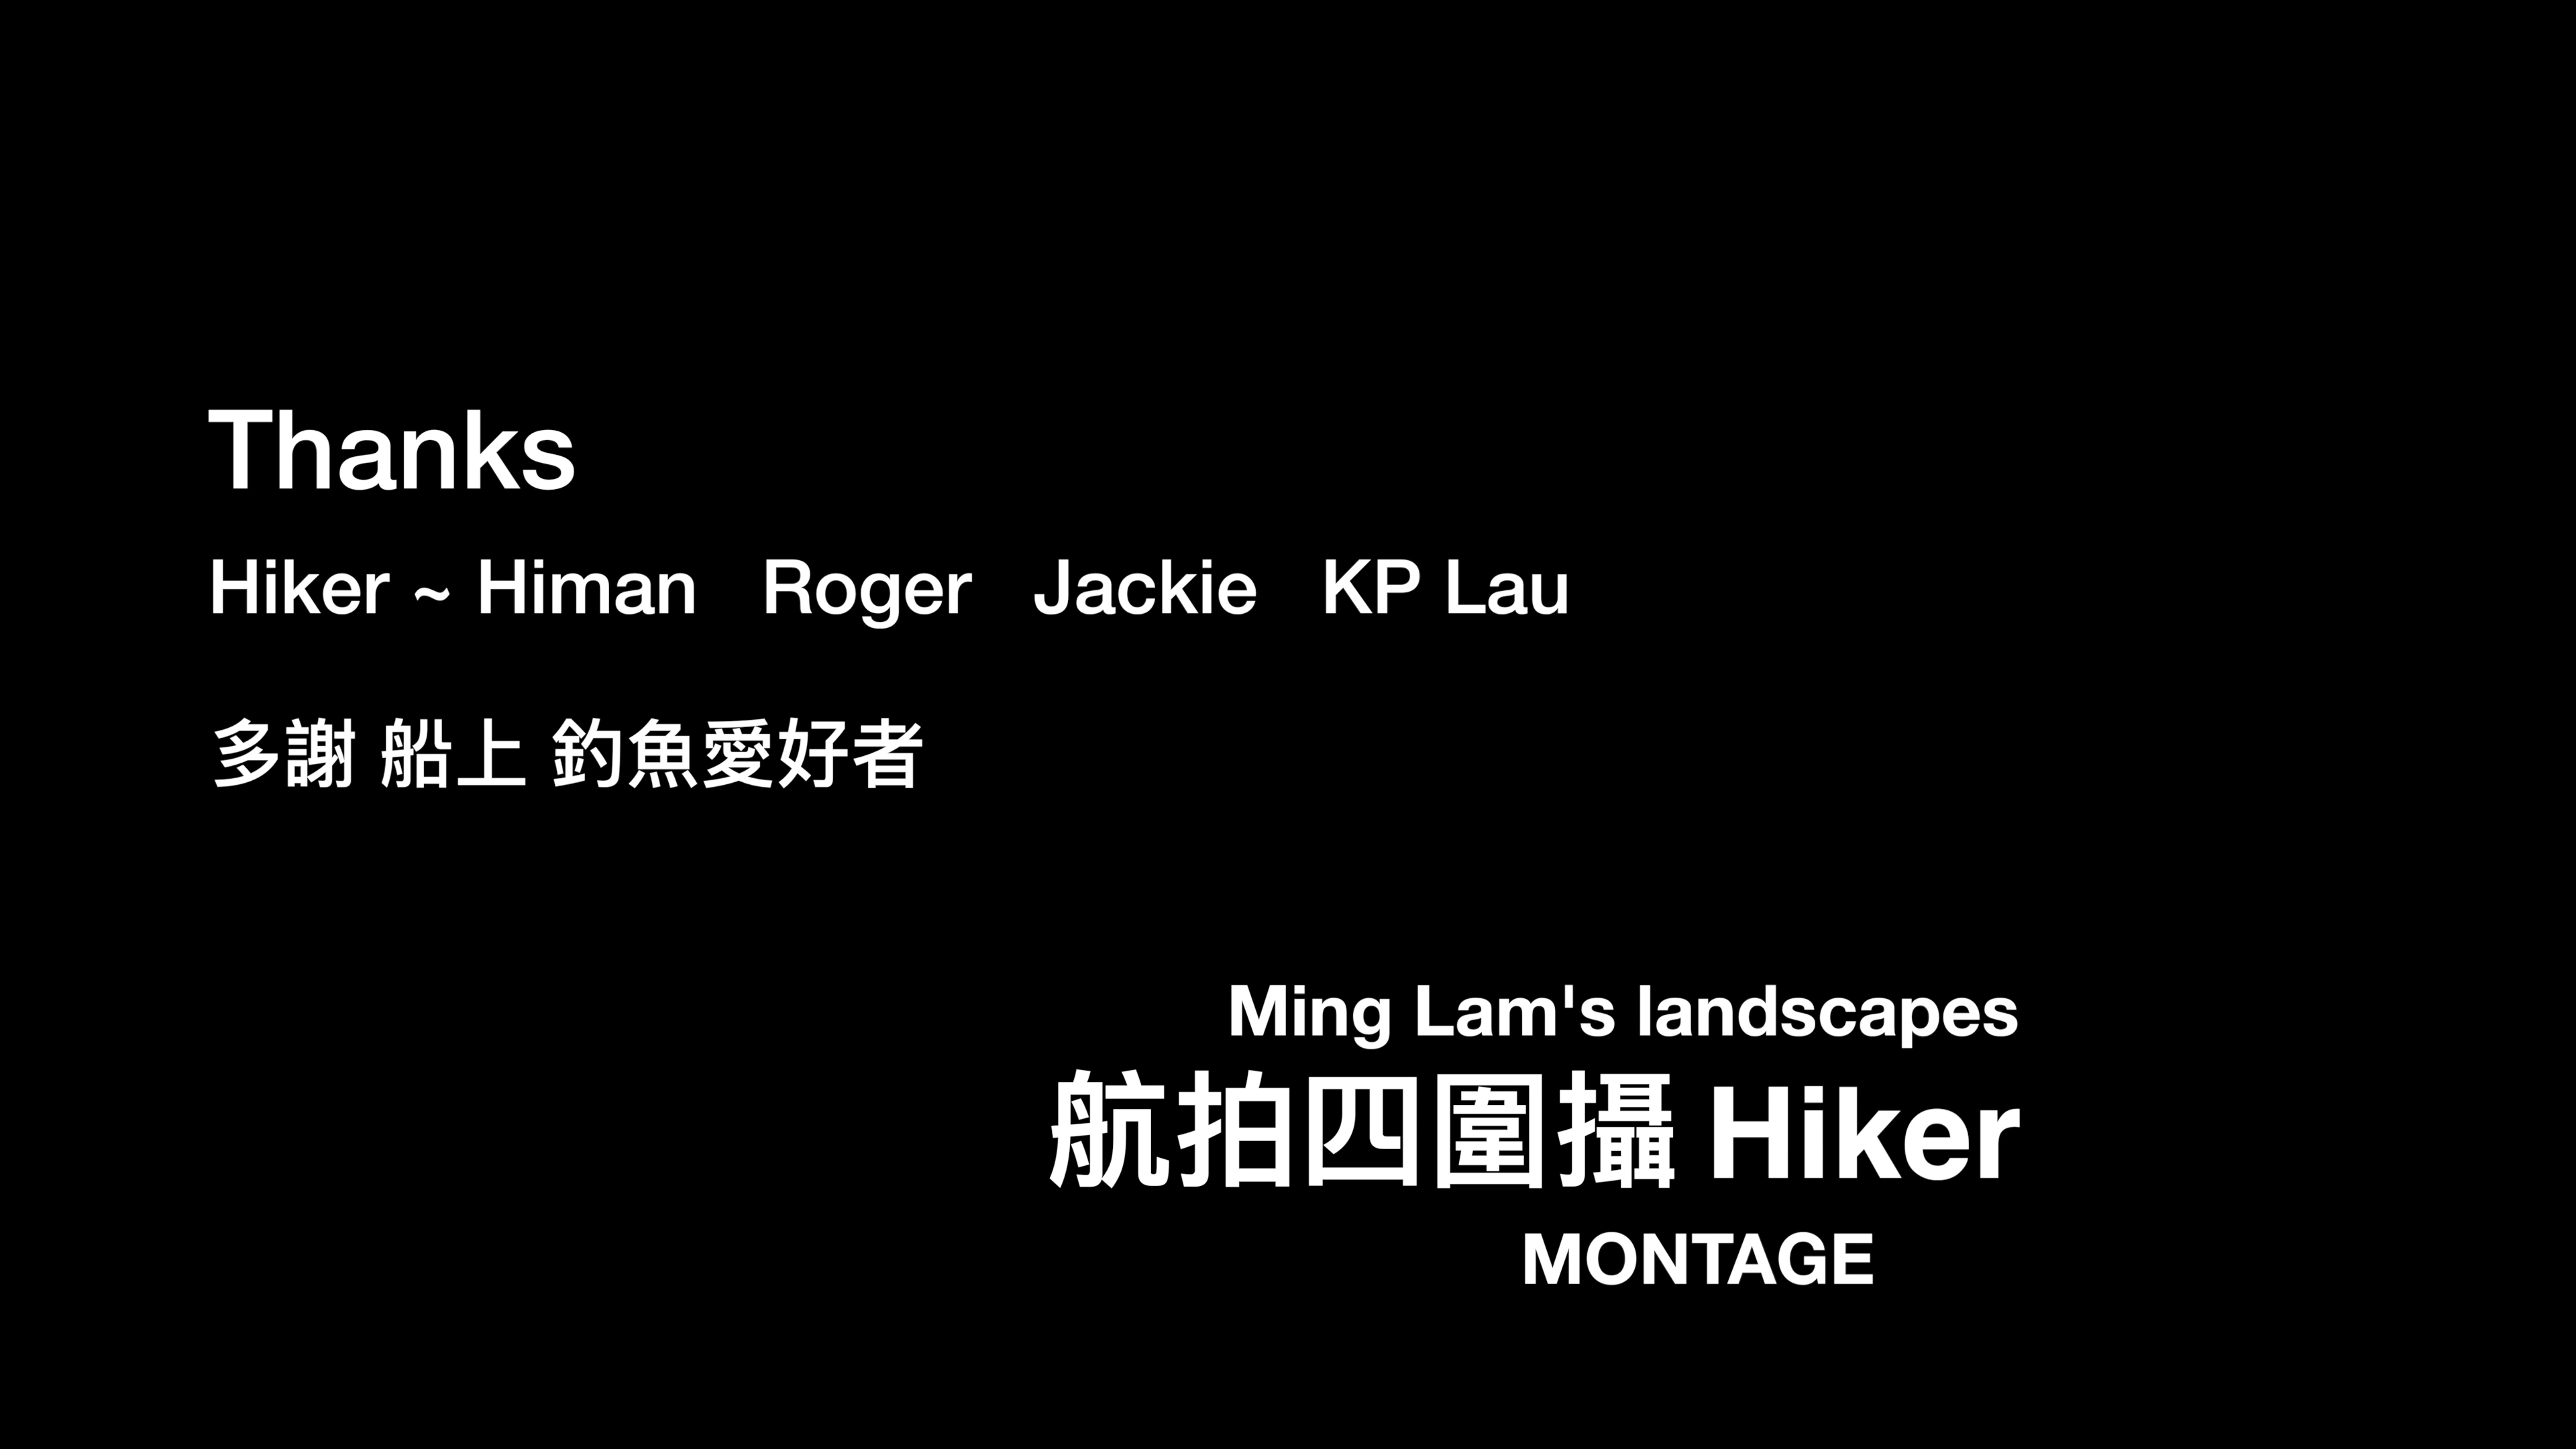 Thanks
Hiker ~ Himan Roger Jackie KP Lau
多謝 船上 釣魚愛好者
Ming Lam's landscapes
航拍四圍攝 Hiker
MONTAGE